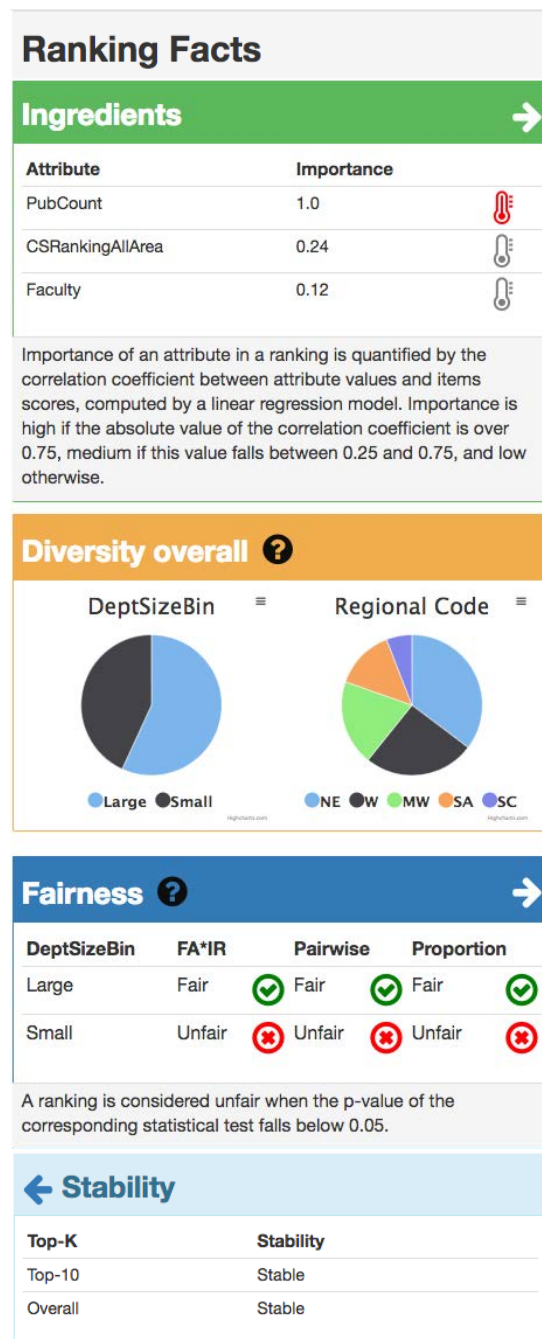 Ranking Facts
Ingredients
Attribute Importance
PubCount 1.0
CSRankingAllArea 0.24
Faculty 0.12
Importance of an attribute in a ranking is quantified by the
correlation coefficient between attribute values and items
scores, computed by a linear regression model. Importance is
high if the absolute value of the correlation coefficient is over
0.75, medium if this value falls between 0.25 and 0.75, and low
otherwise.
Diversity overall ?
DeptSizeBin Regional Code
Large Small NE W MW SA SC
Highcharts.com Highcharts.com
Fairness ?
DeptSizeBin FA*IR Pairwise Proportion
Large Fair Fair Fair
Small Unfair Unfair Unfair
A ranking is considered unfair when the p-value of the
corresponding statistical test falls below 0.05.
Stability
Top-K Stability
Top-10 Stable
Overall Stable